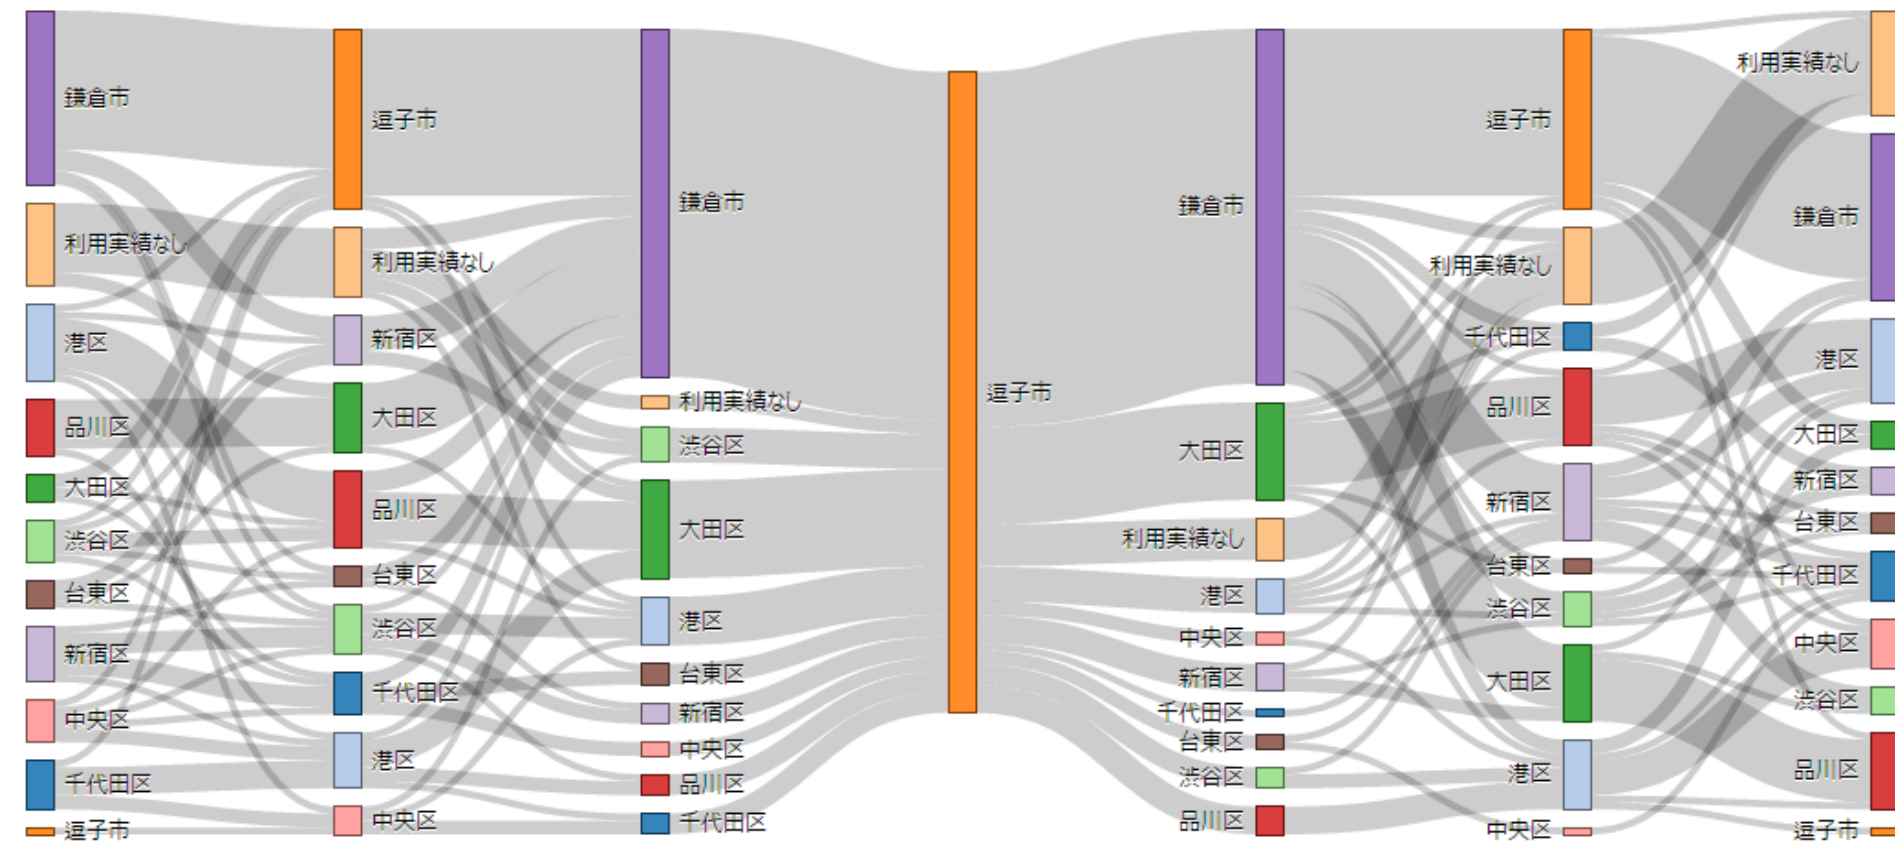 鎌倉市
利用実績なし
港区
品川区
大田区
渋谷区
台東区
新宿区
中央区
千代田区
逗子市
逗子市
利用実績なし
新宿区
大田区
品川区
台東区
渋谷区
千代田区
港区
中央区
鎌倉市
利用実績なし
渋谷区
大田区
港区
台東区
新宿区
中央区
品川区
千代田区
逗子市
鎌倉市
大田区
利用実績なし
港区
中央区
新宿区
千代田区
台東区
渋谷区
品川区
逗子市
利用実績なし
千代田区
品川区
新宿区
台東区
渋谷区
大田区
港区
中央区
利用実績なし
鎌倉市
港区
大田区
新宿区
台東区
千代田区
中央区
渋谷区
品川区
逗子市